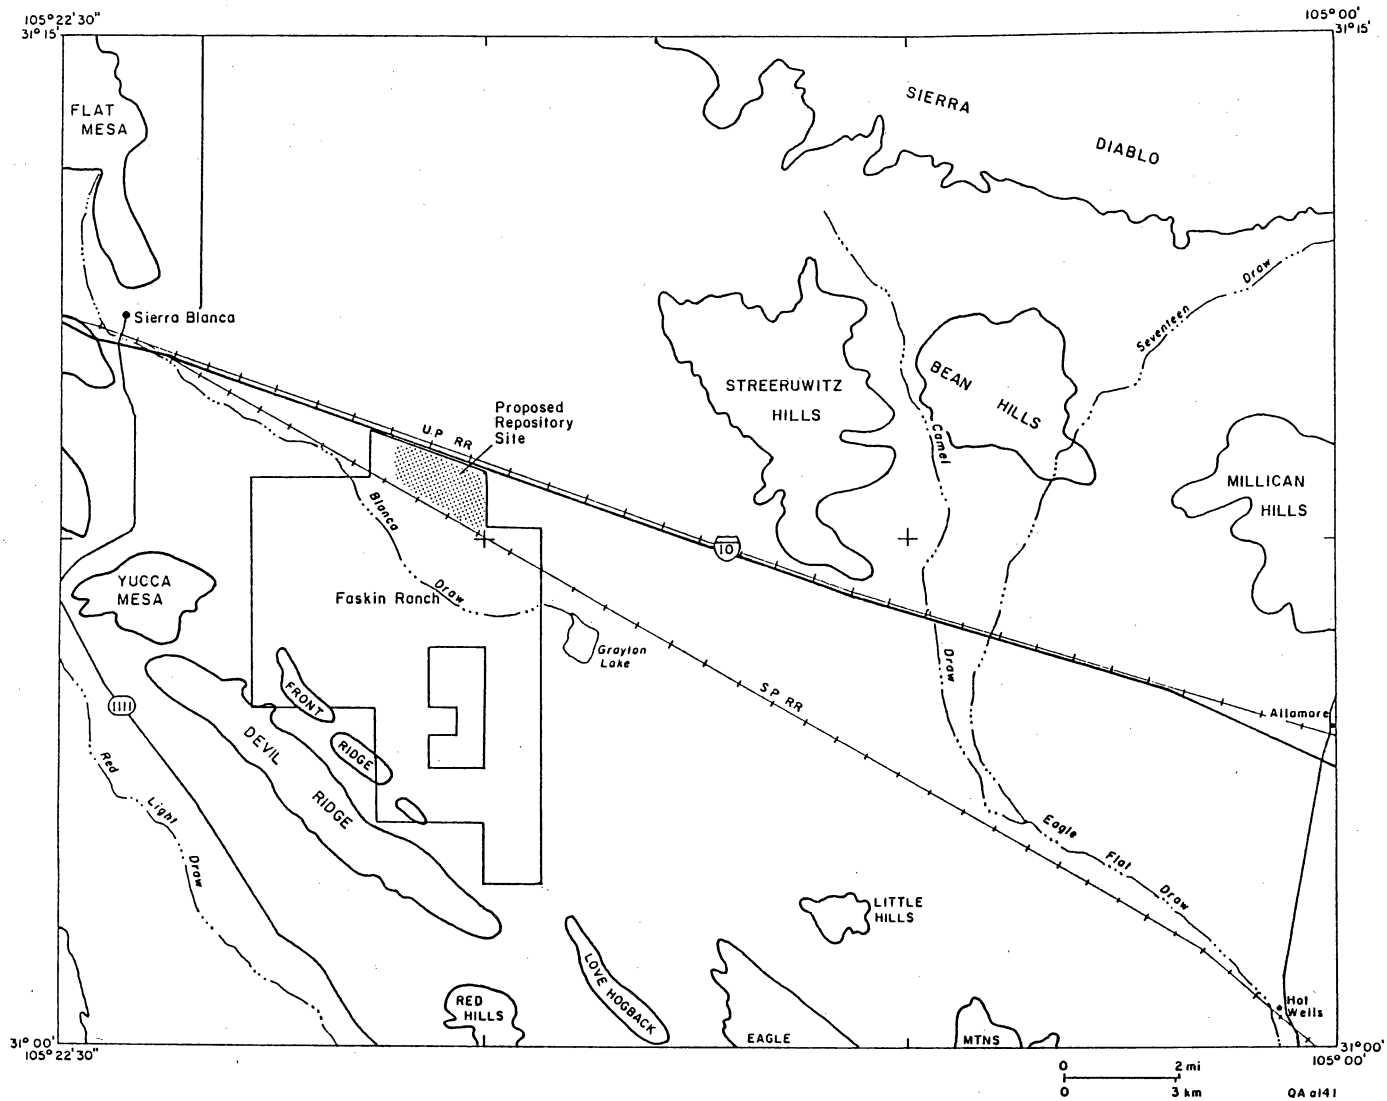 105° 22' 30"
31° 15'
105° 00'
31° 15'
FLAT
MESA
SIERRA
DIABLO
Seventeen Draw
Sierra Blanca
STREERUWITZ
HILLS
BEAN
HILLS
Camel
Draw
Proposed
Repository
Site
U.P. RR
MILLICAN
HILLS
Blanca
Draw
10
YUCCA
MESA
Faskin Ranch
Grayton
Lake
S P RR
1111
FRONT
RIDGE
DEVIL
RIDGE
Allamore
Red
Light
Draw
Eagle
Flat
Draw
LITTLE
HILLS
LOVE HOGBACK
RED
HILLS
EAGLE
MTNS
Hot
Wells
31° 00'
105° 22' 30"
31° 00'
105° 00'
0 2 mi
0 3 km
QA a141